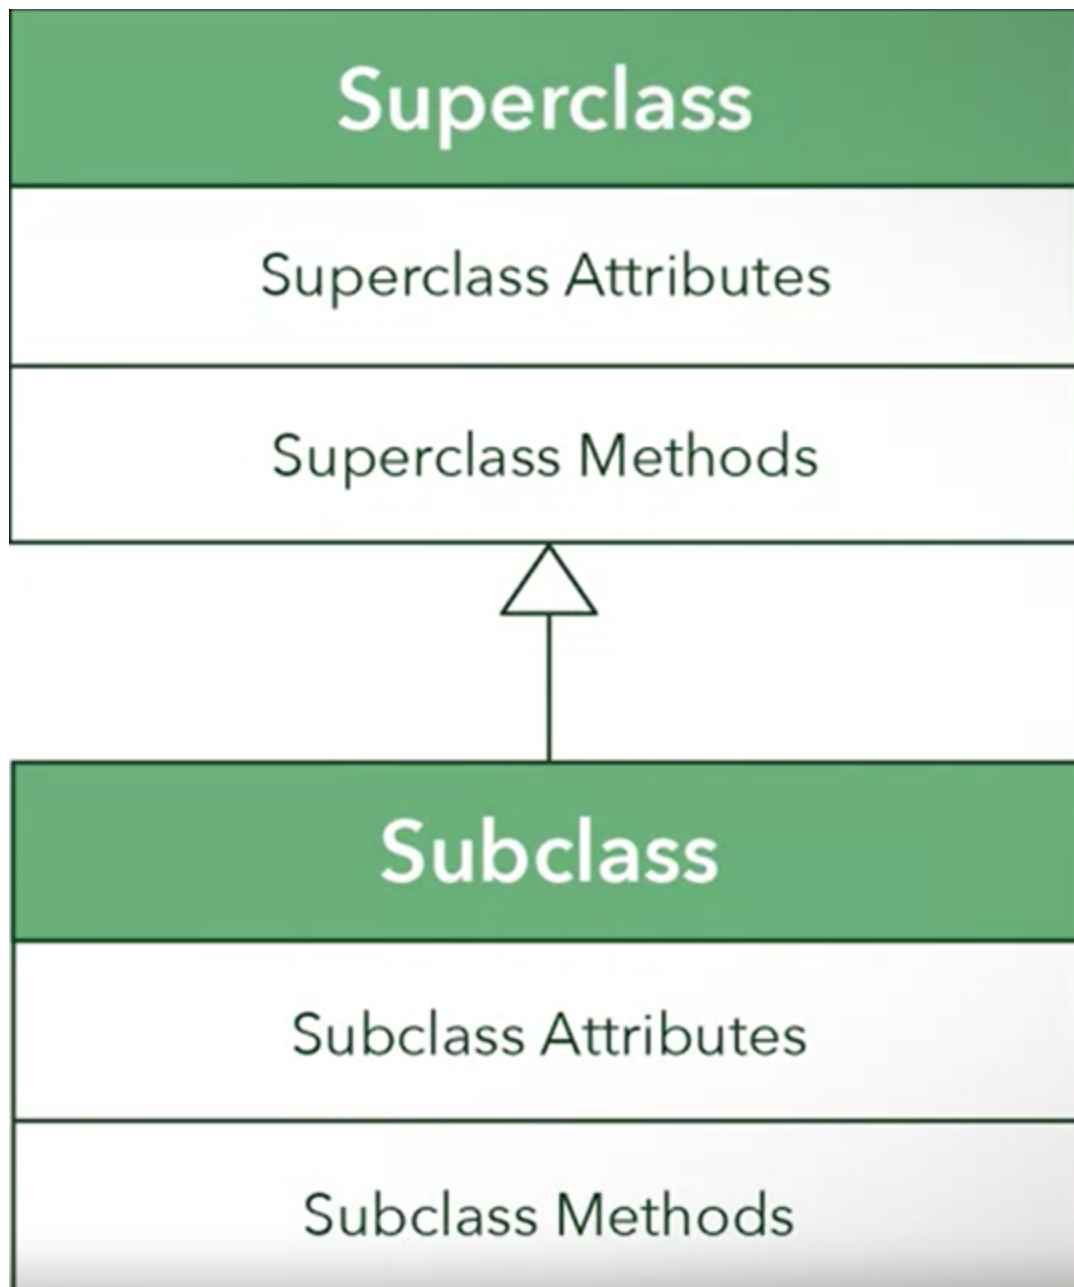 Superclass
Superclass Attributes
Superclass Methods
Subclass
Subclass Attributes
Subclass Methods